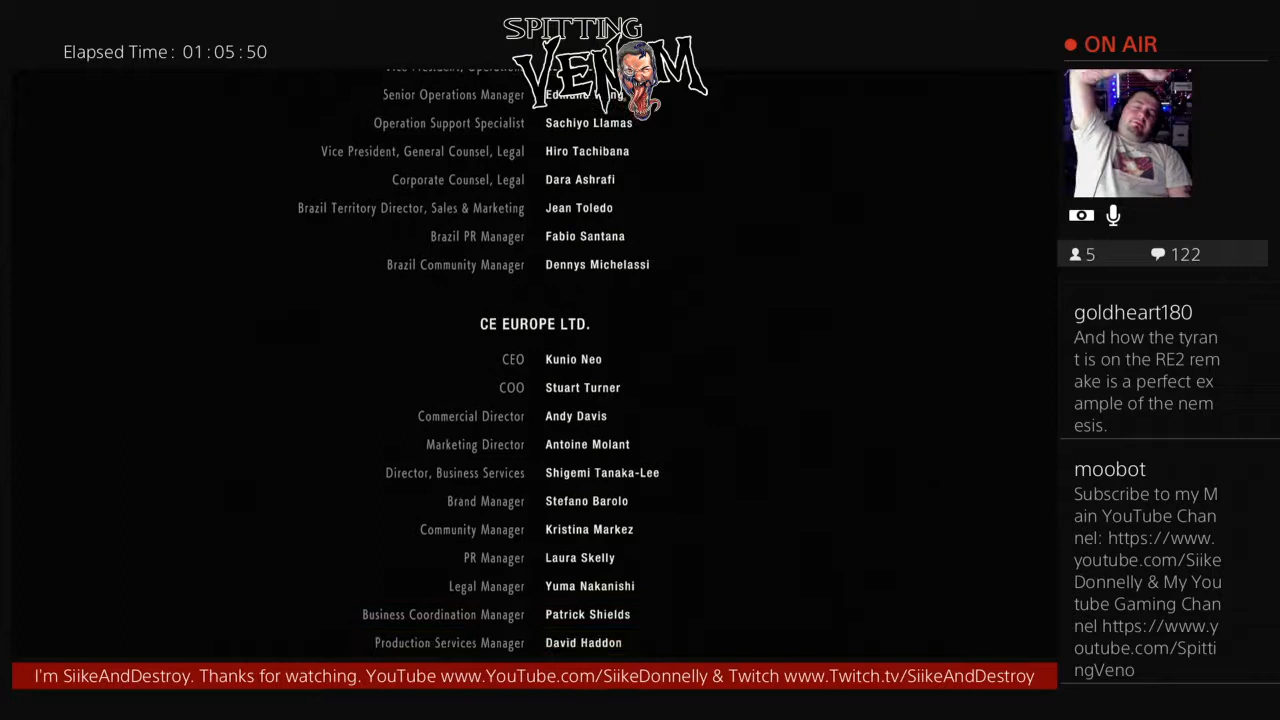 SPITTING
VENOM
Elapsed Time: 01:05:50
ON AIR
Vice President, Operations
Senior Operations Manager
Operation Support Specialist Sachiyo Llamas
Vice President, General Counsel, Legal Hiro Tachibana
Corporate Counsel, Legal Dara Ashrafi
Brazil Territory Director, Sales & Marketing Jean Toledo
Brazil PR Manager Fabio Santana
Brazil Community Manager Dennys Michelassi
CE EUROPE LTD.
CEO Kunio Neo
COO Stuart Turner
Commercial Director Andy Davis
Marketing Director Antoine Molant
Director, Business Services Shigemi Tanaka-Lee
Brand Manager Stefano Barolo
Community Manager Kristina Markez
PR Manager Laura Skelly
Legal Manager Yuma Nakanishi
Business Coordination Manager Patrick Shields
Production Services Manager David Haddon
I'm SiikeAndDestroy. Thanks for watching. YouTube www.YouTube.com/SiikeDonnelly & Twitch www.Twitch.tv/SiikeAndDestroy
5 122
goldheart180
And how the tyran
t is on the RE2 rem
ake is a perfect ex
ample of the nem
esis.
moobot
Subscribe to my M
ain YouTube Chan
nel: https://www.
youtube.com/Siike
Donnelly & My You
tube Gaming Chan
nel https://www.y
outube.com/Spitti
ngVeno